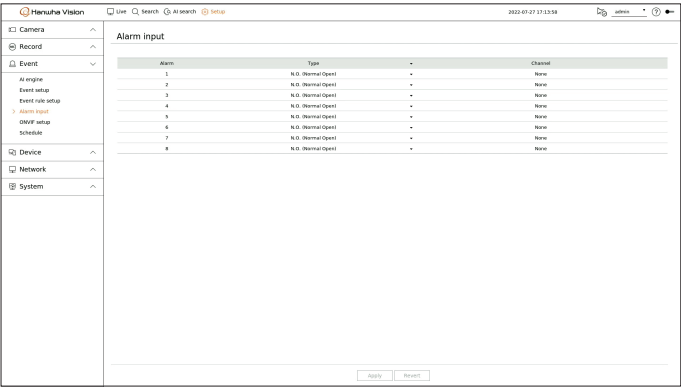 Hanwha Vision
Live Search AI search Setup 2022-07-27 17:13:58 admin ?
Camera
Record
Event
AI engine
Event setup
Event rule setup
Alarm input
ONVIF setup
Schedule
Device
Network
System
Alarm input
Alarm Type Channel
1 N.O. (Normal Open) None
2 N.O. (Normal Open) None
3 N.O. (Normal Open) None
4 N.O. (Normal Open) None
5 N.O. (Normal Open) None
6 N.O. (Normal Open) None
7 N.O. (Normal Open) None
8 N.O. (Normal Open) None
Apply Revert